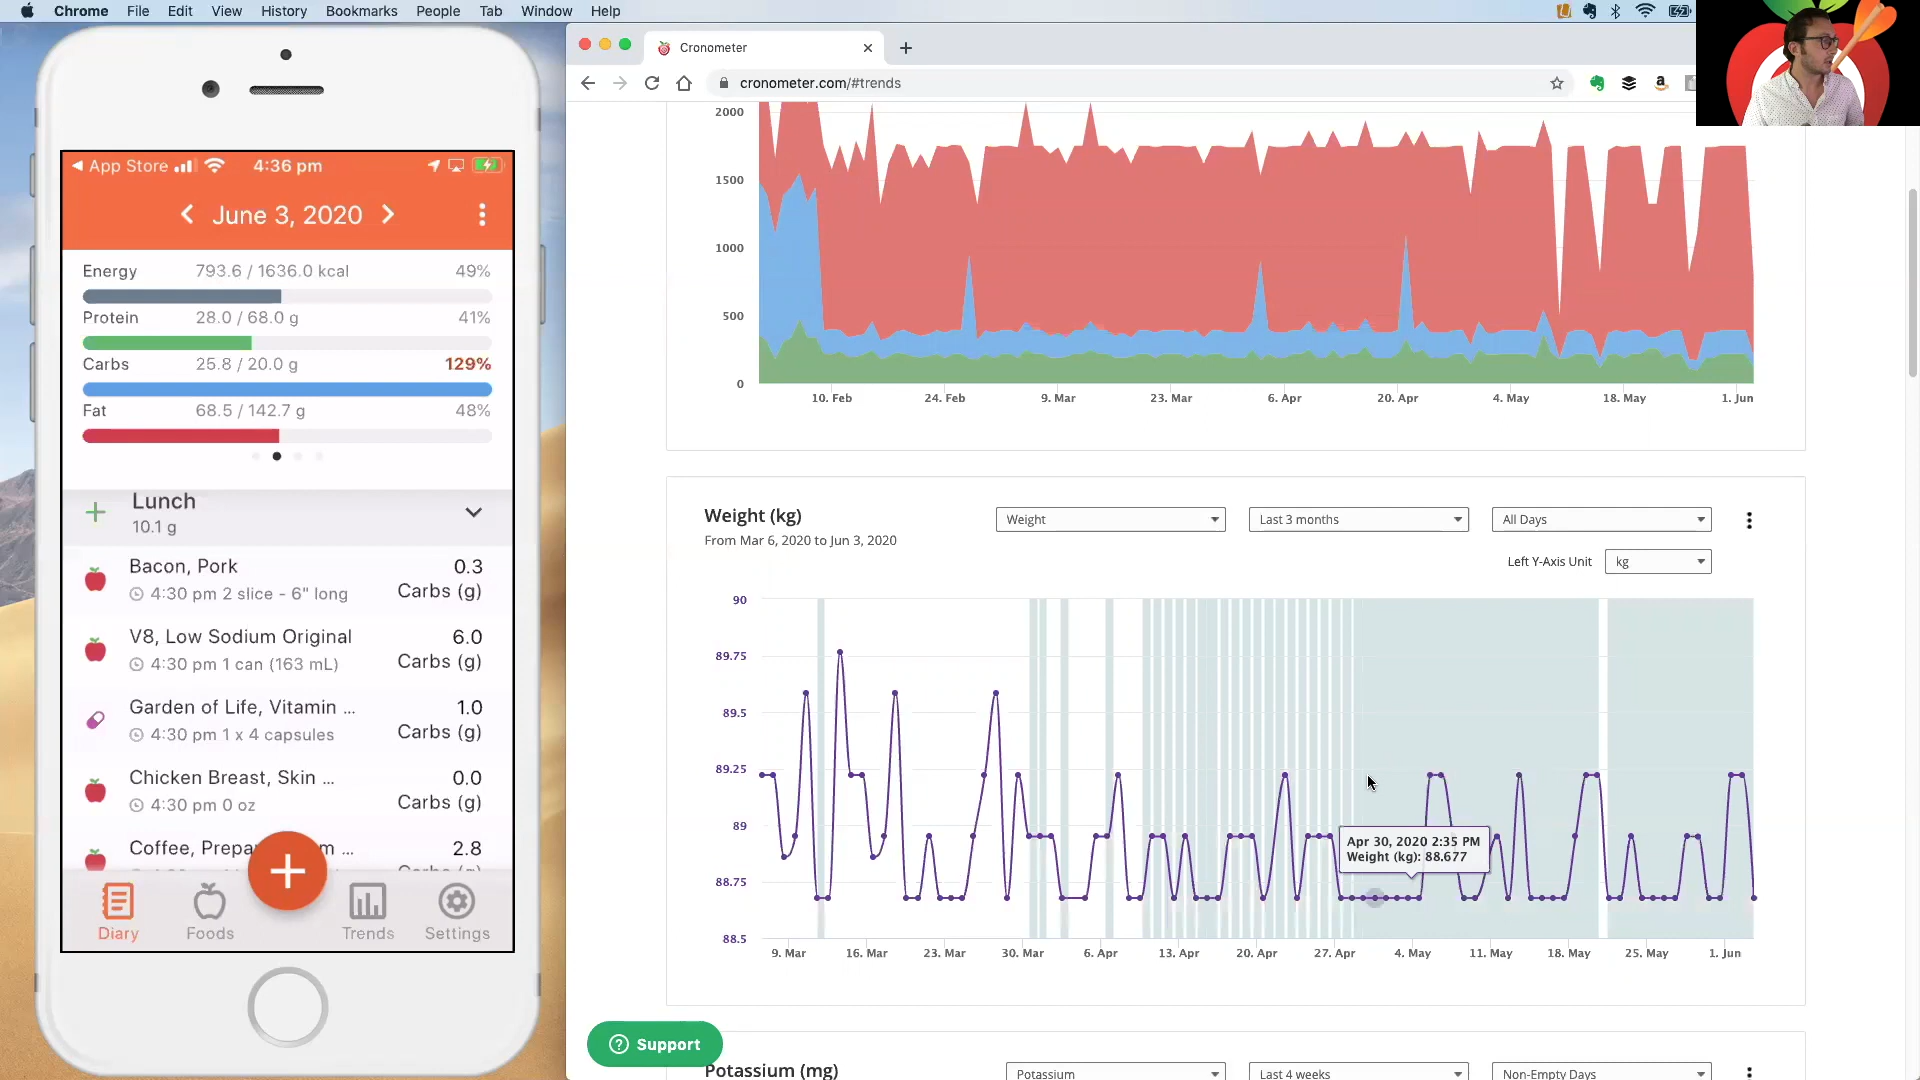 Chrome File Edit View History Bookmarks People Tab Window Help
App Store 4:36 pm
June 3, 2020
Energy 793.6 / 1636.0 kcal 49%
Protein 28.0 / 68.0 g 41%
Carbs 25.8 / 20.0 g 129%
Fat 68.5 / 142.7 g 48%
Lunch
10.1 g
Bacon, Pork 0.3
4:30 pm 2 slice - 6" long Carbs (g)
V8, Low Sodium Original 6.0
4:30 pm 1 can (163 mL) Carbs (g)
Garden of Life, Vitamin ... 1.0
4:30 pm 1 x 4 capsules Carbs (g)
Chicken Breast, Skin ... 0.0
4:30 pm 0 oz Carbs (g)
Coffee, Prepa m ... 2.8
Diary Foods Trends Settings
Cronometer
cronometer.com/#trends
2000
1500
1000
500
0
10. Feb 24. Feb 9. Mar 23. Mar 6. Apr 20. Apr 4. May 18. May 1. Jun
Weight (kg) Weight Last 3 months All Days
From Mar 6, 2020 to Jun 3, 2020
Left Y-Axis Unit kg
90
89.75
89.5
89.25
89
Apr 30, 2020 2:35 PM
Weight (kg): 88.677
88.75
88.5
9. Mar 16. Mar 23. Mar 30. Mar 6. Apr 13. Apr 20. Apr 27. Apr 4. May 11. May 18. May 25. May 1. Jun
? Support
Potassium (mg) Potassium Last 4 weeks Non-Empty Days